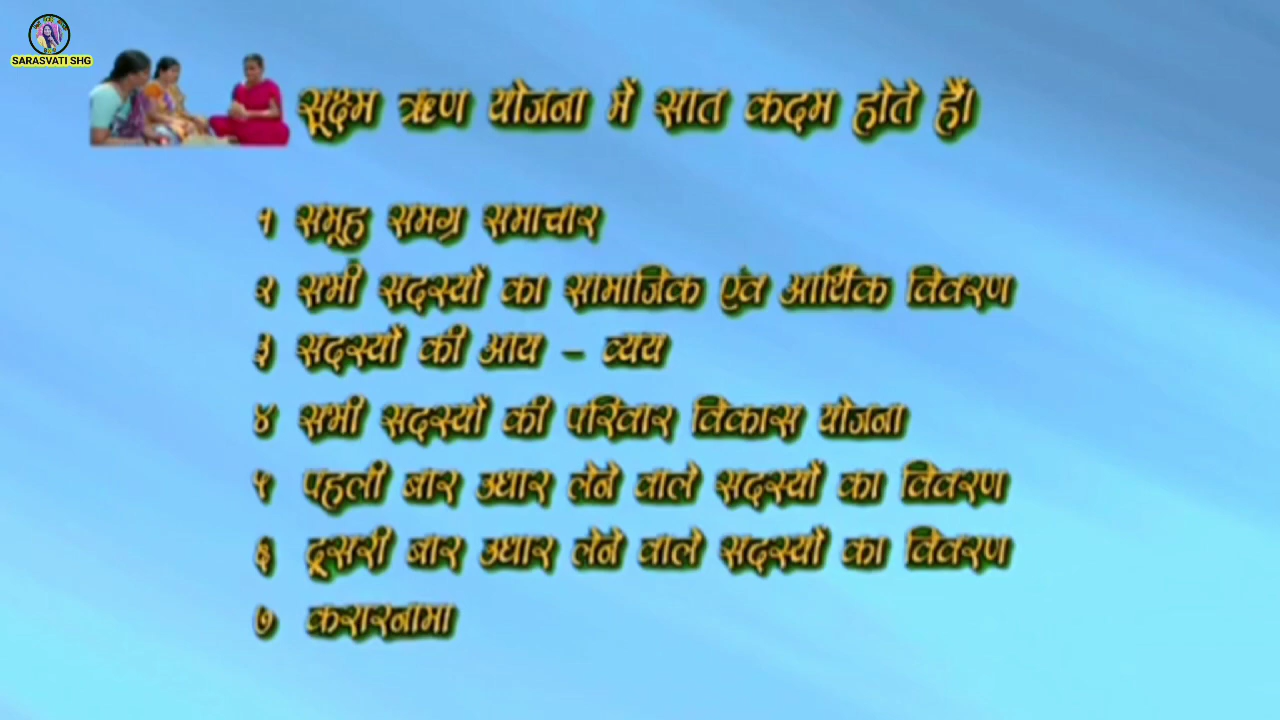 SARASVATI SHG
सूक्ष्म ऋण योजना में सात कदम होते हैं।
१ समूह समग्र समाचार
२ सभी सदस्यों का सामाजिक एंव आर्थिक विवरण
३ सदस्यों की आय – व्यय
४ सभी सदस्यों की परिवार विकास योजना
५ पहली बार उधार लेने वाले सदस्यों का विवरण
६ दूसरी बार उधार लेने वाले सदस्यों का विवरण
७ करारनामा